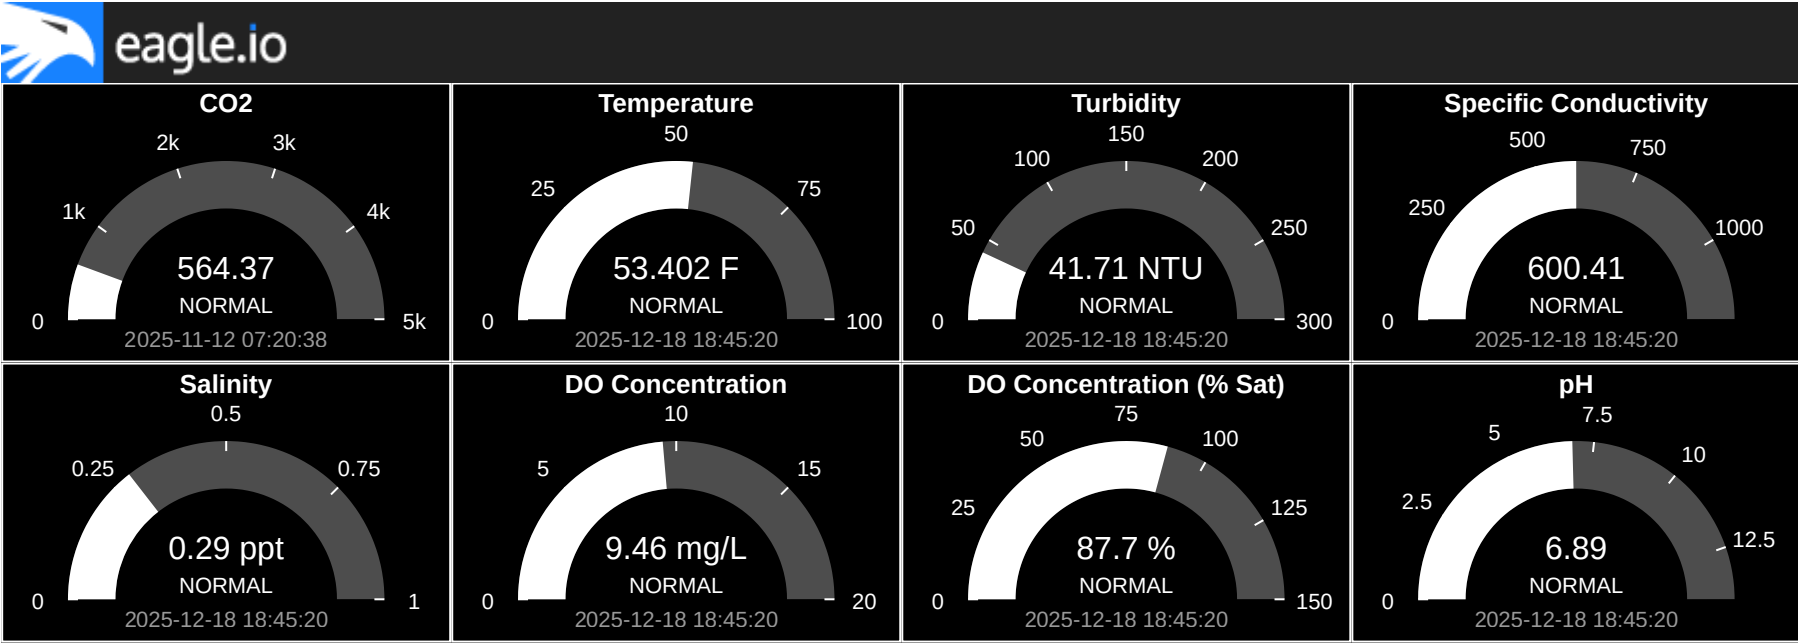 eagle.io
CO2
2k 3k
1k 4k
564.37
NORMAL
0 5k
2025-11-12 07:20:38
Temperature
50
25 75
53.402 F
NORMAL
0 100
2025-12-18 18:45:20
Turbidity
150
100 200
50 250
41.71 NTU
NORMAL
0 300
2025-12-18 18:45:20
Specific Conductivity
500 750
250 1000
600.41
NORMAL
0
2025-12-18 18:45:20
Salinity
0.5
0.25 0.75
0.29 ppt
NORMAL
0 1
2025-12-18 18:45:20
DO Concentration
10
5 15
9.46 mg/L
NORMAL
0 20
2025-12-18 18:45:20
DO Concentration (% Sat)
75
50 100
25 125
87.7 %
NORMAL
0 150
2025-12-18 18:45:20
pH
7.5
5 10
2.5 12.5
6.89
NORMAL
0
2025-12-18 18:45:20